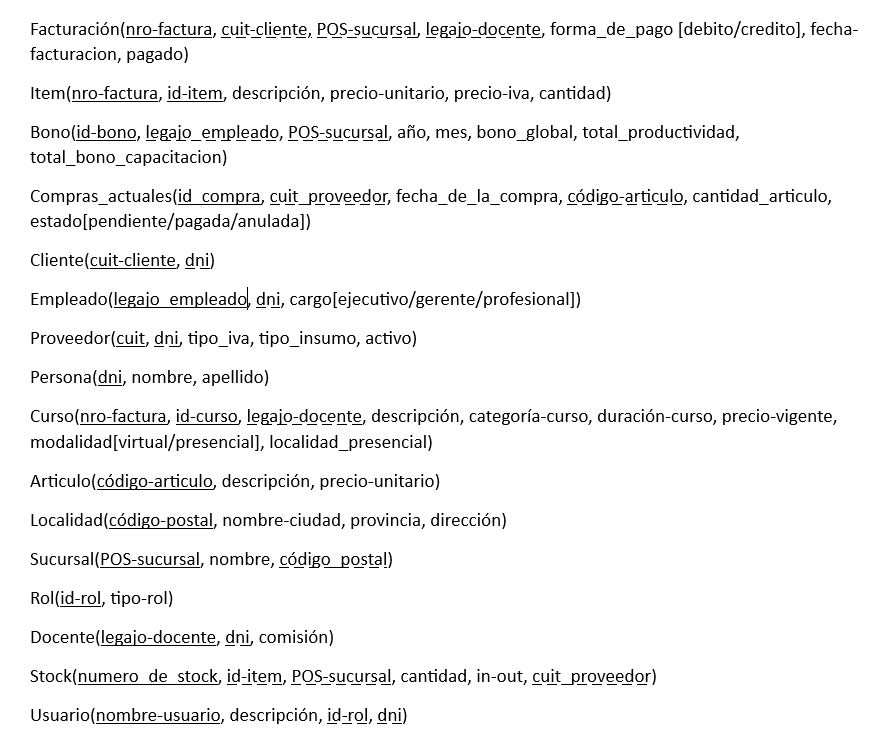 Facturación(nro-factura, cuit-cliente, POS-sucursal, legajo-docente, forma_de_pago [debito/credito], fecha-
facturacion, pagado)
Item(nro-factura, id-item, descripción, precio-unitario, precio-iva, cantidad)
Bono(id-bono, legajo_empleado, POS-sucursal, año, mes, bono_global, total_productividad,
total_bono_capacitacion)
Compras_actuales(id_compra, cuit_proveedor, fecha_de_la_compra, código-articulo, cantidad_articulo,
estado[pendiente/pagada/anulada])
Cliente(cuit-cliente, dni)
Empleado(legajo_empleado, dni, cargo[ejecutivo/gerente/profesional])
Proveedor(cuit, dni, tipo_iva, tipo_insumo, activo)
Persona(dni, nombre, apellido)
Curso(nro-factura, id-curso, legajo-docente, descripción, categoría-curso, duración-curso, precio-vigente,
modalidad[virtual/presencial], localidad_presencial)
Articulo(código-articulo, descripción, precio-unitario)
Localidad(código-postal, nombre-ciudad, provincia, dirección)
Sucursal(POS-sucursal, nombre, código_postal)
Rol(id-rol, tipo-rol)
Docente(legajo-docente, dni, comisión)
Stock(numero_de_stock, id-item, POS-sucursal, cantidad, in-out, cuit_proveedor)
Usuario(nombre-usuario, descripción, id-rol, dni)